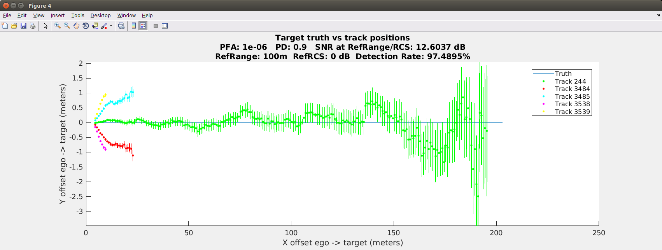 Figure 4
File Edit View Insert Tools Desktop Window Help
Target truth vs track positions
PFA: 1e-06 PD: 0.9 SNR at RefRange/RCS: 12.6037 dB
RefRange: 100m RefRCS: 0 dB Detection Rate: 97.4895%
Y offset ego -> target (meters)
2
1.5
1
0.5
0
-0.5
-1
-1.5
-2
-2.5
-3
Truth
Track 244
Track 3484
Track 3485
Track 3538
Track 3539
0 50 100 150 200 250
X offset ego -> target (meters)